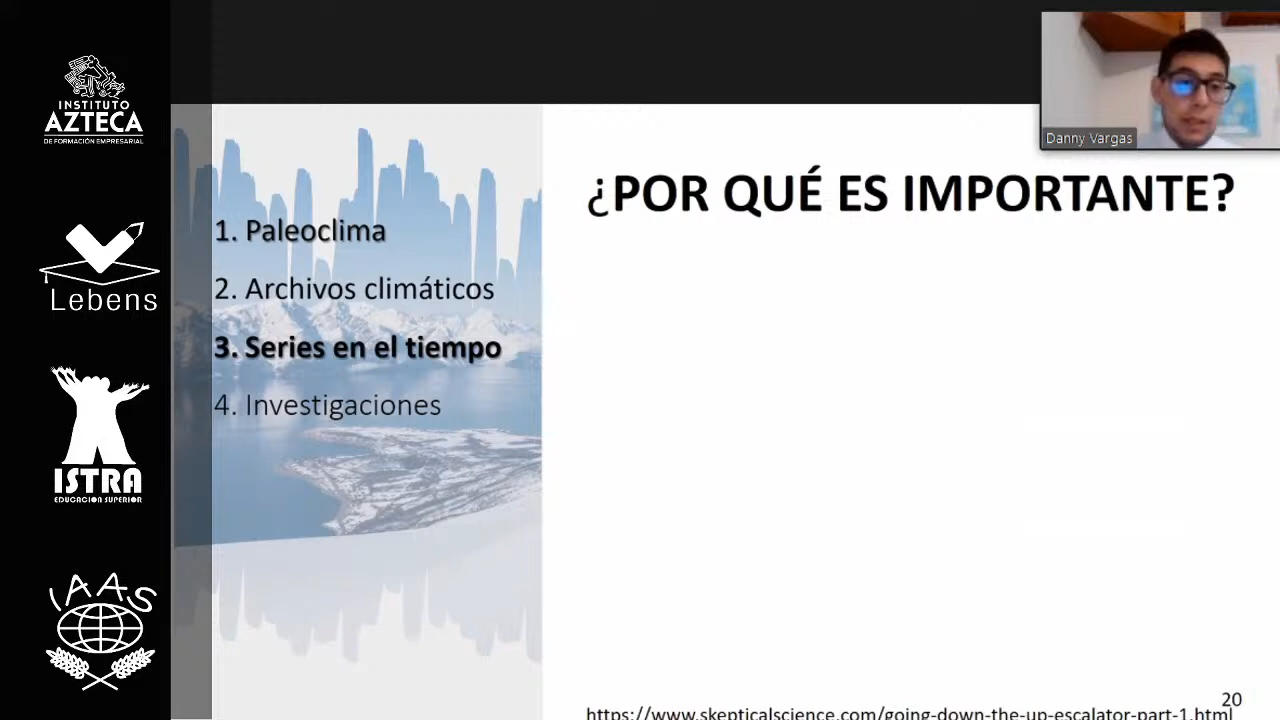 INSTITUTO
AZTECA
DE FORMACIÓN EMPRESARIAL
Lebens
ISTRA
EDUCACION SUPERIOR
IAAS
1. Paleoclima
2. Archivos climáticos
3. Series en el tiempo
4. Investigaciones
Danny Vargas
¿POR QUÉ ES IMPORTANTE?
20
https://www.skepticalscience.com/going-down-the-up-escalator-part-1.html